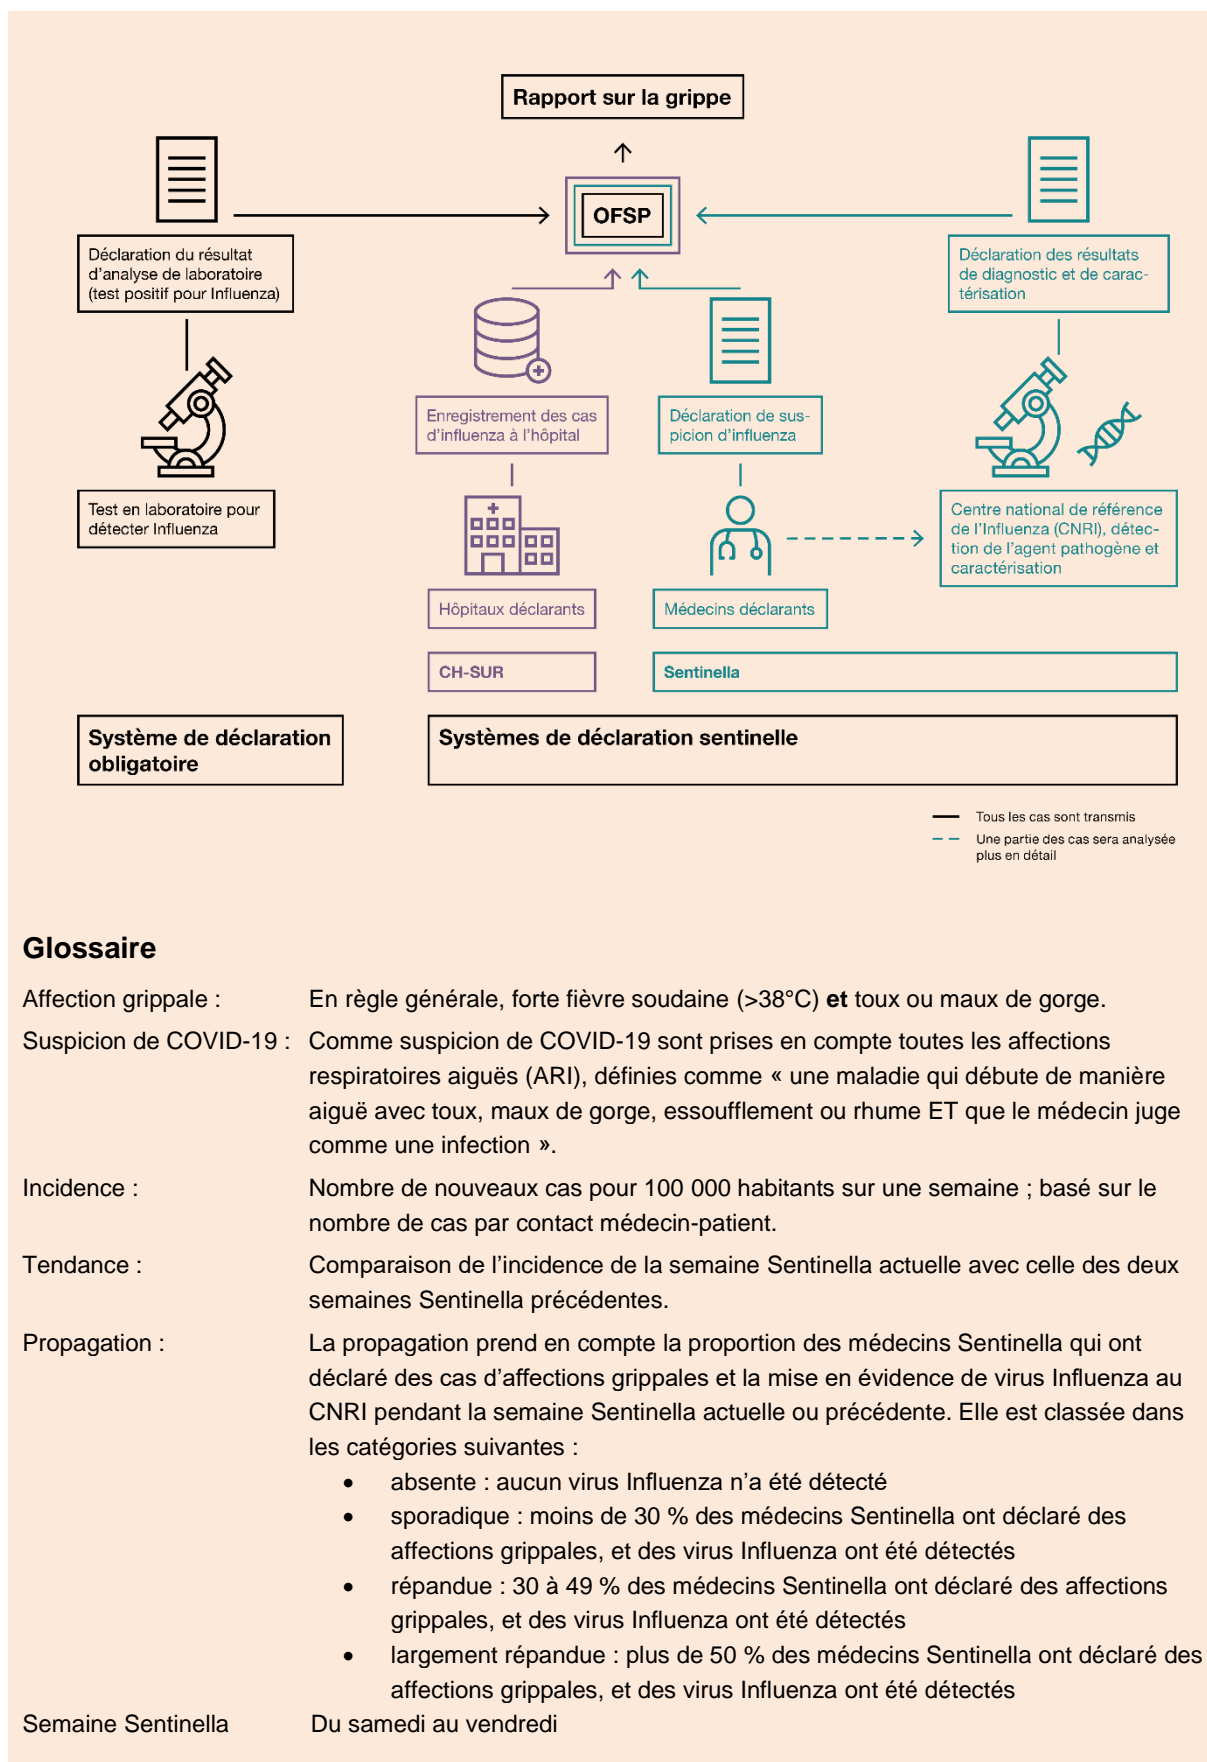 Rapport sur la grippe
OFSP
Déclaration du résultat
d'analyse de laboratoire
(test positif pour Influenza)
Déclaration des résultats
de diagnostic et de carac-
térisation
Enregistrement des cas
d'influenza à l'hôpital
Déclaration de sus-
picion d'influenza
Test en laboratoire pour
détecter Influenza
Centre national de référence
de l'Influenza (CNRI), détec-
tion de l'agent pathogène et
caractérisation
Hôpitaux déclarants
Médecins déclarants
CH-SUR
Sentinella
Système de déclaration
obligatoire
Systèmes de déclaration sentinelle
Tous les cas sont transmis
Une partie des cas sera analysée
plus en détail
Glossaire
Affection grippale : En règle générale, forte fièvre soudaine (>38°C) et toux ou maux de gorge.
Suspicion de COVID-19 : Comme suspicion de COVID-19 sont prises en compte toutes les affections
respiratoires aiguës (ARI), définies comme « une maladie qui débute de manière
aiguë avec toux, maux de gorge, essoufflement ou rhume ET que le médecin juge
comme une infection ».
Incidence : Nombre de nouveaux cas pour 100 000 habitants sur une semaine ; basé sur le
nombre de cas par contact médecin-patient.
Tendance : Comparaison de l'incidence de la semaine Sentinella actuelle avec celle des deux
semaines Sentinella précédentes.
Propagation : La propagation prend en compte la proportion des médecins Sentinella qui ont
déclaré des cas d'affections grippales et la mise en évidence de virus Influenza au
CNRI pendant la semaine Sentinella actuelle ou précédente. Elle est classée dans
les catégories suivantes :
• absente : aucun virus Influenza n'a été détecté
• sporadique : moins de 30 % des médecins Sentinella ont déclaré des
affections grippales, et des virus Influenza ont été détectés
• répandue : 30 à 49 % des médecins Sentinella ont déclaré des affections
grippales, et des virus Influenza ont été détectés
• largement répandue : plus de 50 % des médecins Sentinella ont déclaré des
affections grippales, et des virus Influenza ont été détectés
Semaine Sentinella Du samedi au vendredi